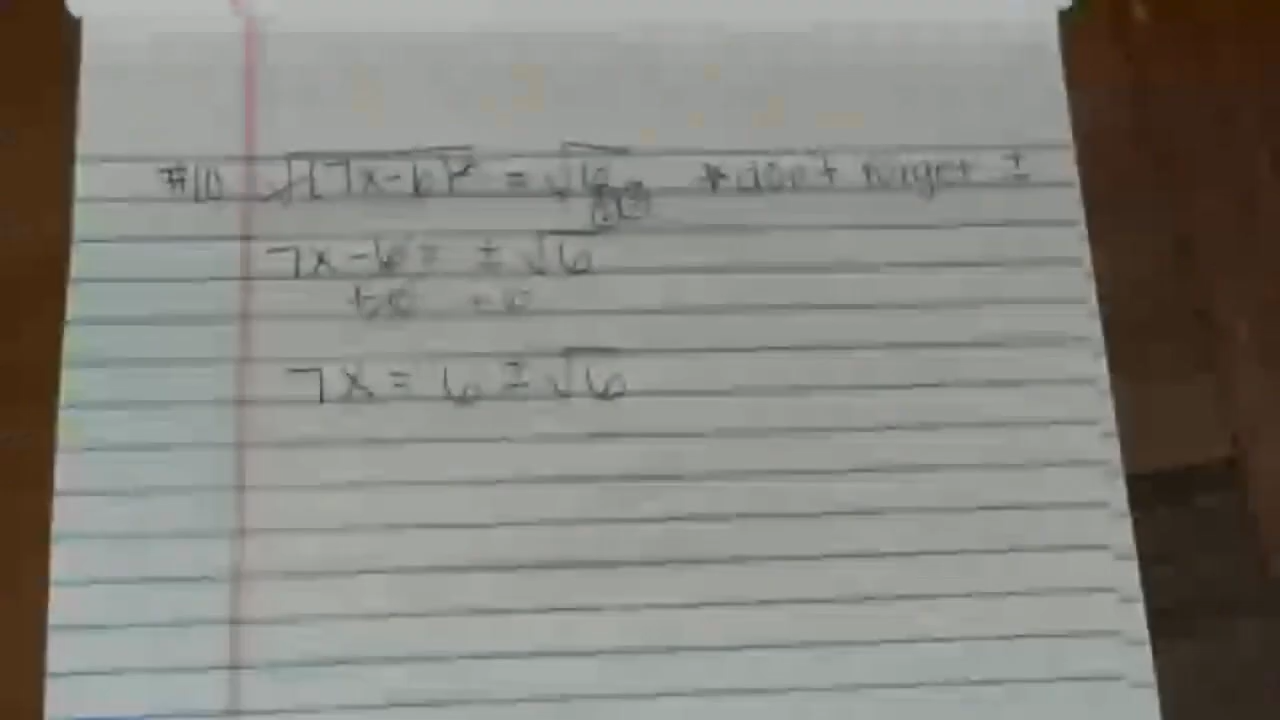 #10 √(7x-6)² = √6 *don't forget ±
7x-6 = ± √6
+6 +6
7x = 6 ± √6